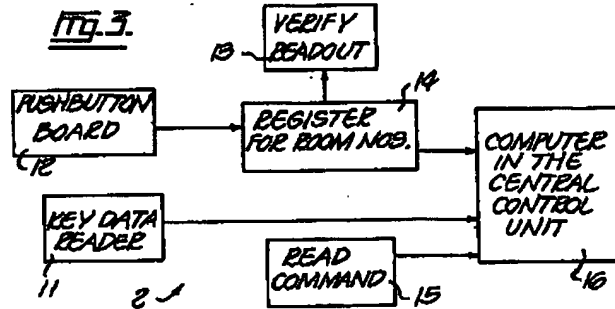 Fig. 3.
VERIFY
READOUT
13
14
PUSHBUTTON
BOARD
12
REGISTER
FOR ROOM NOS.
COMPUTER
IN THE
CENTRAL
CONTROL
UNIT
16
KEY DATA
READER
11
2
READ
COMMAND
15